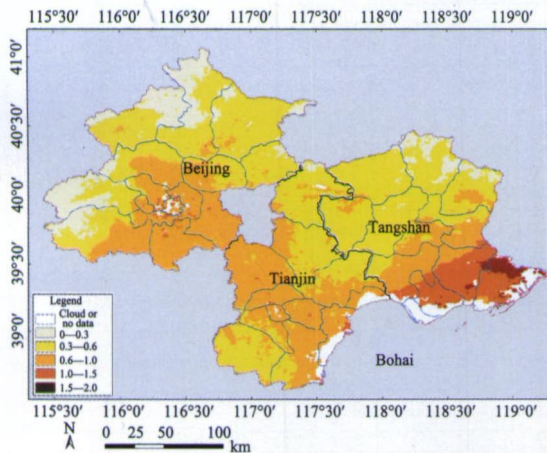 115°30′ 116°0′ 116°30′ 117°0′ 117°30′ 118°0′ 118°30′ 119°0′
41°0′
40°30′
40°0′
39°30′
39°0′
Beijing
Tangshan
Tianjin
Bohai
Legend
Cloud or
no data
0—0.3
0.3—0.6
0.6—1.0
1.0—1.5
1.5—2.0
115°30′ 116°0′ 116°30′ 117°0′ 117°30′ 118°0′ 118°30′ 119°0′
N
0 25 50 100
km